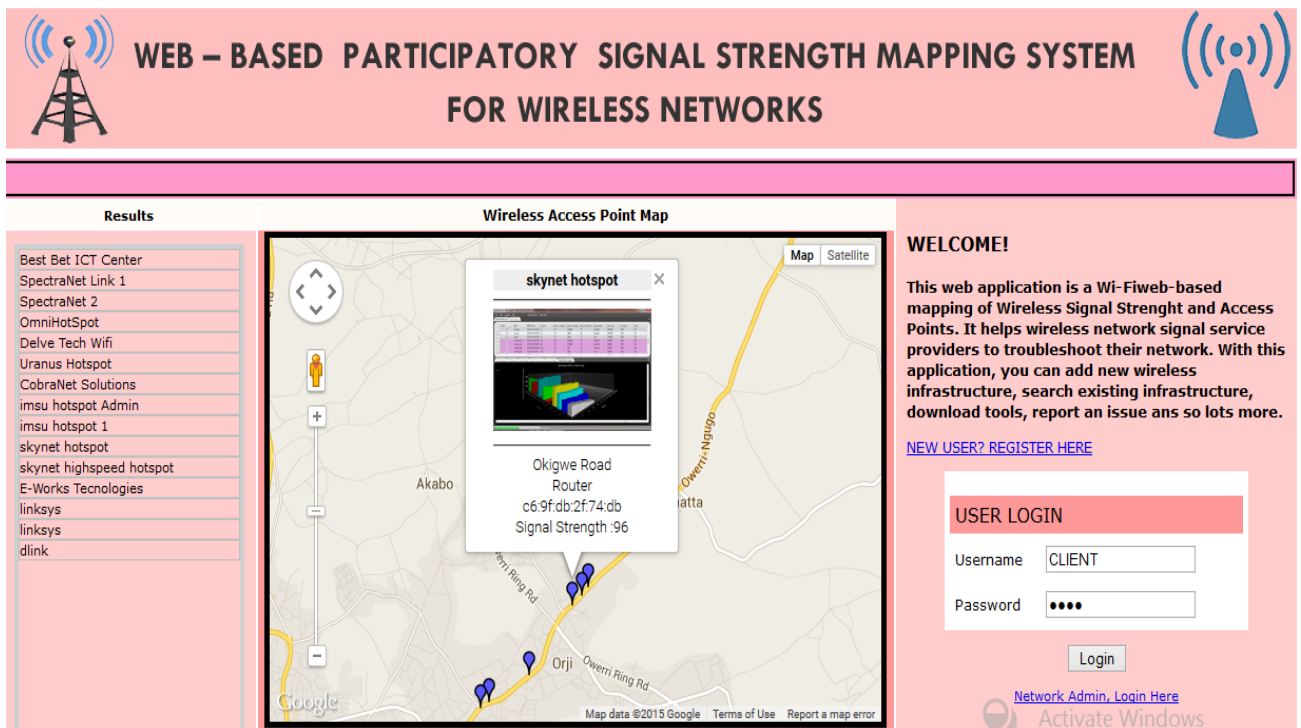 WEB – BASED PARTICIPATORY SIGNAL STRENGTH MAPPING SYSTEM
FOR WIRELESS NETWORKS
Results
Best Bet ICT Center
SpectraNet Link 1
SpectraNet 2
OmniHotSpot
Delve Tech Wifi
Uranus Hotspot
CobraNet Solutions
imsu hotspot Admin
imsu hotspot 1
skynet hotspot
skynet highspeed hotspot
E-Works Tecnologies
linksys
linksys
dlink
Wireless Access Point Map
Map Satellite
skynet hotspot
Okigwe Road
Router
c6:9f:db:2f:74:db
Signal Strength :96
Akabo
Owerri-Ngugo
atta
Owerri Ring Rd
Orji
Owerri Ring Rd
Google
Map data ©2015 Google Terms of Use Report a map error
WELCOME!
This web application is a Wi-Fiweb-based
mapping of Wireless Signal Strenght and Access
Points. It helps wireless network signal service
providers to troubleshoot their network. With this
application, you can add new wireless
infrastructure, search existing infrastructure,
download tools, report an issue ans so lots more.
NEW USER? REGISTER HERE
USER LOGIN
Username CLIENT
Password ••••
Login
Network Admin, Login Here
Activate Windows